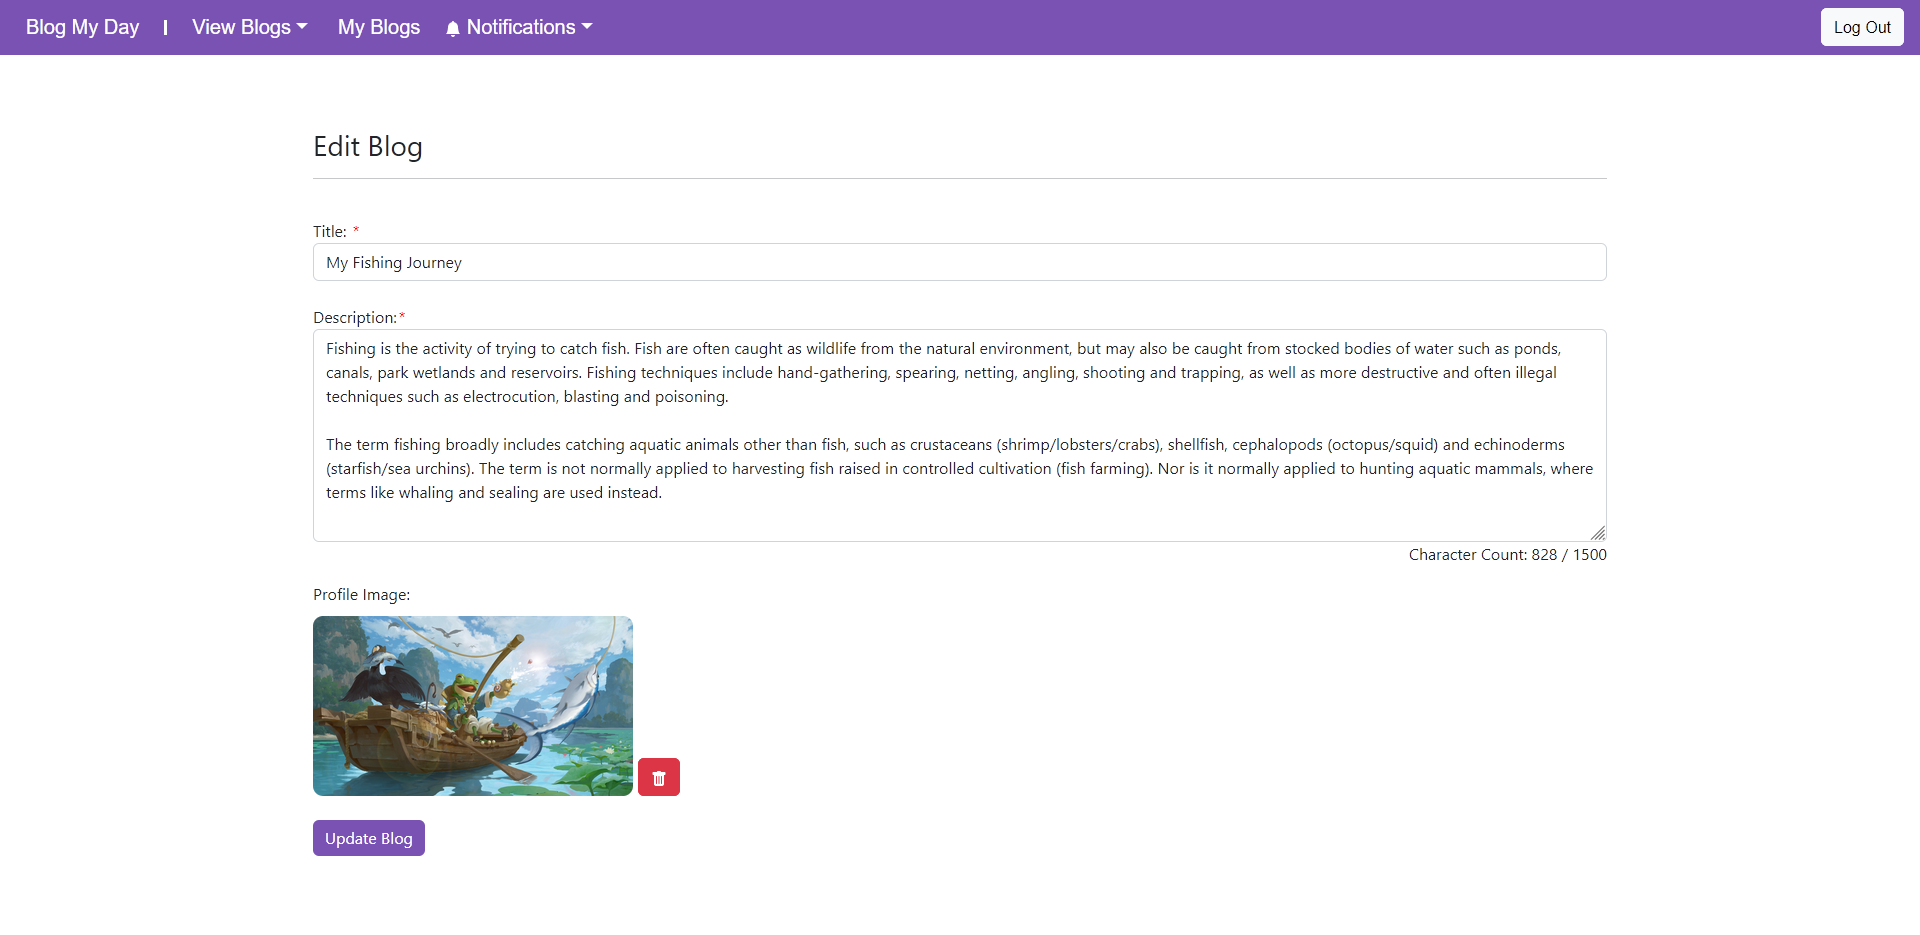 Blog My Day | View Blogs My Blogs Notifications Log Out
Edit Blog
Title: *
My Fishing Journey
Description:*
Fishing is the activity of trying to catch fish. Fish are often caught as wildlife from the natural environment, but may also be caught from stocked bodies of water such as ponds,
canals, park wetlands and reservoirs. Fishing techniques include hand-gathering, spearing, netting, angling, shooting and trapping, as well as more destructive and often illegal
techniques such as electrocution, blasting and poisoning.
The term fishing broadly includes catching aquatic animals other than fish, such as crustaceans (shrimp/lobsters/crabs), shellfish, cephalopods (octopus/squid) and echinoderms
(starfish/sea urchins). The term is not normally applied to harvesting fish raised in controlled cultivation (fish farming). Nor is it normally applied to hunting aquatic mammals, where
terms like whaling and sealing are used instead.
Character Count: 828 / 1500
Profile Image:
Update Blog